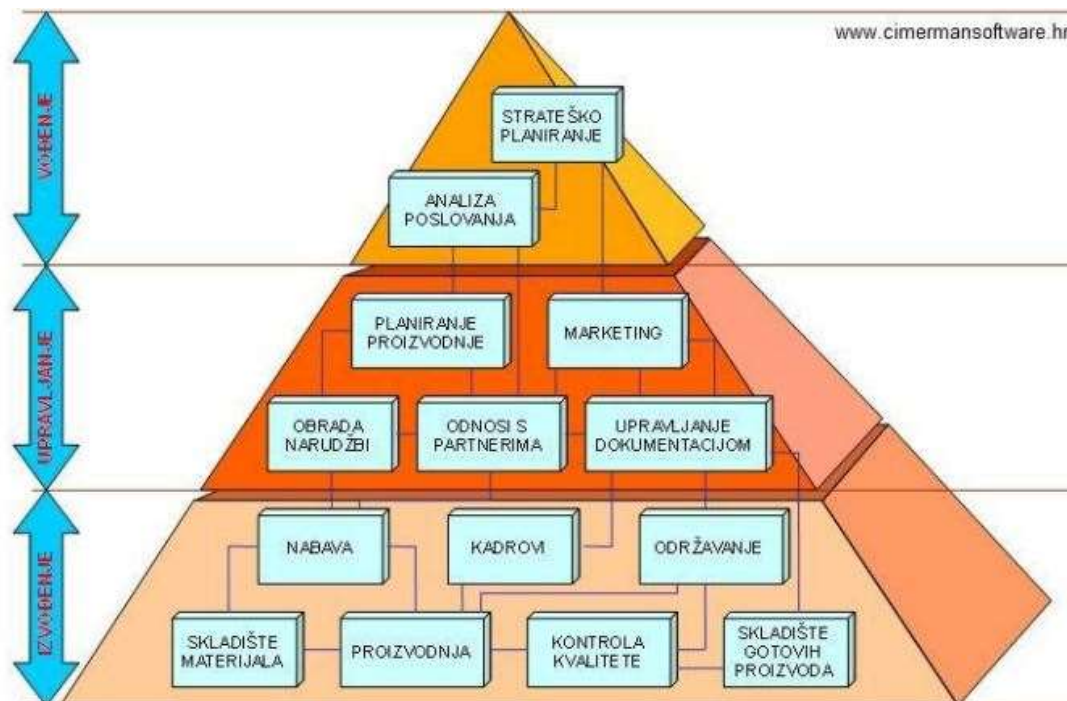 www.cimermansoftware.hr
VOĐENJE
STRATEŠKO
PLANIRANJE
ANALIZA
POSLOVANJA
UPRAVLJANJE
PLANIRANJE
PROIZVODNJE
MARKETING
OBRADA
NARUDŽBI
ODNOSI S
PARTNERIMA
UPRAVLJANJE
DOKUMENTACIJOM
IZVOĐENJE
NABAVA
KADROVI
ODRŽAVANJE
SKLADIŠTE
MATERIJALA
PROIZVODNJA
KONTROLA
KVALITETE
SKLADIŠTE
GOTOVIH
PROIZVODA